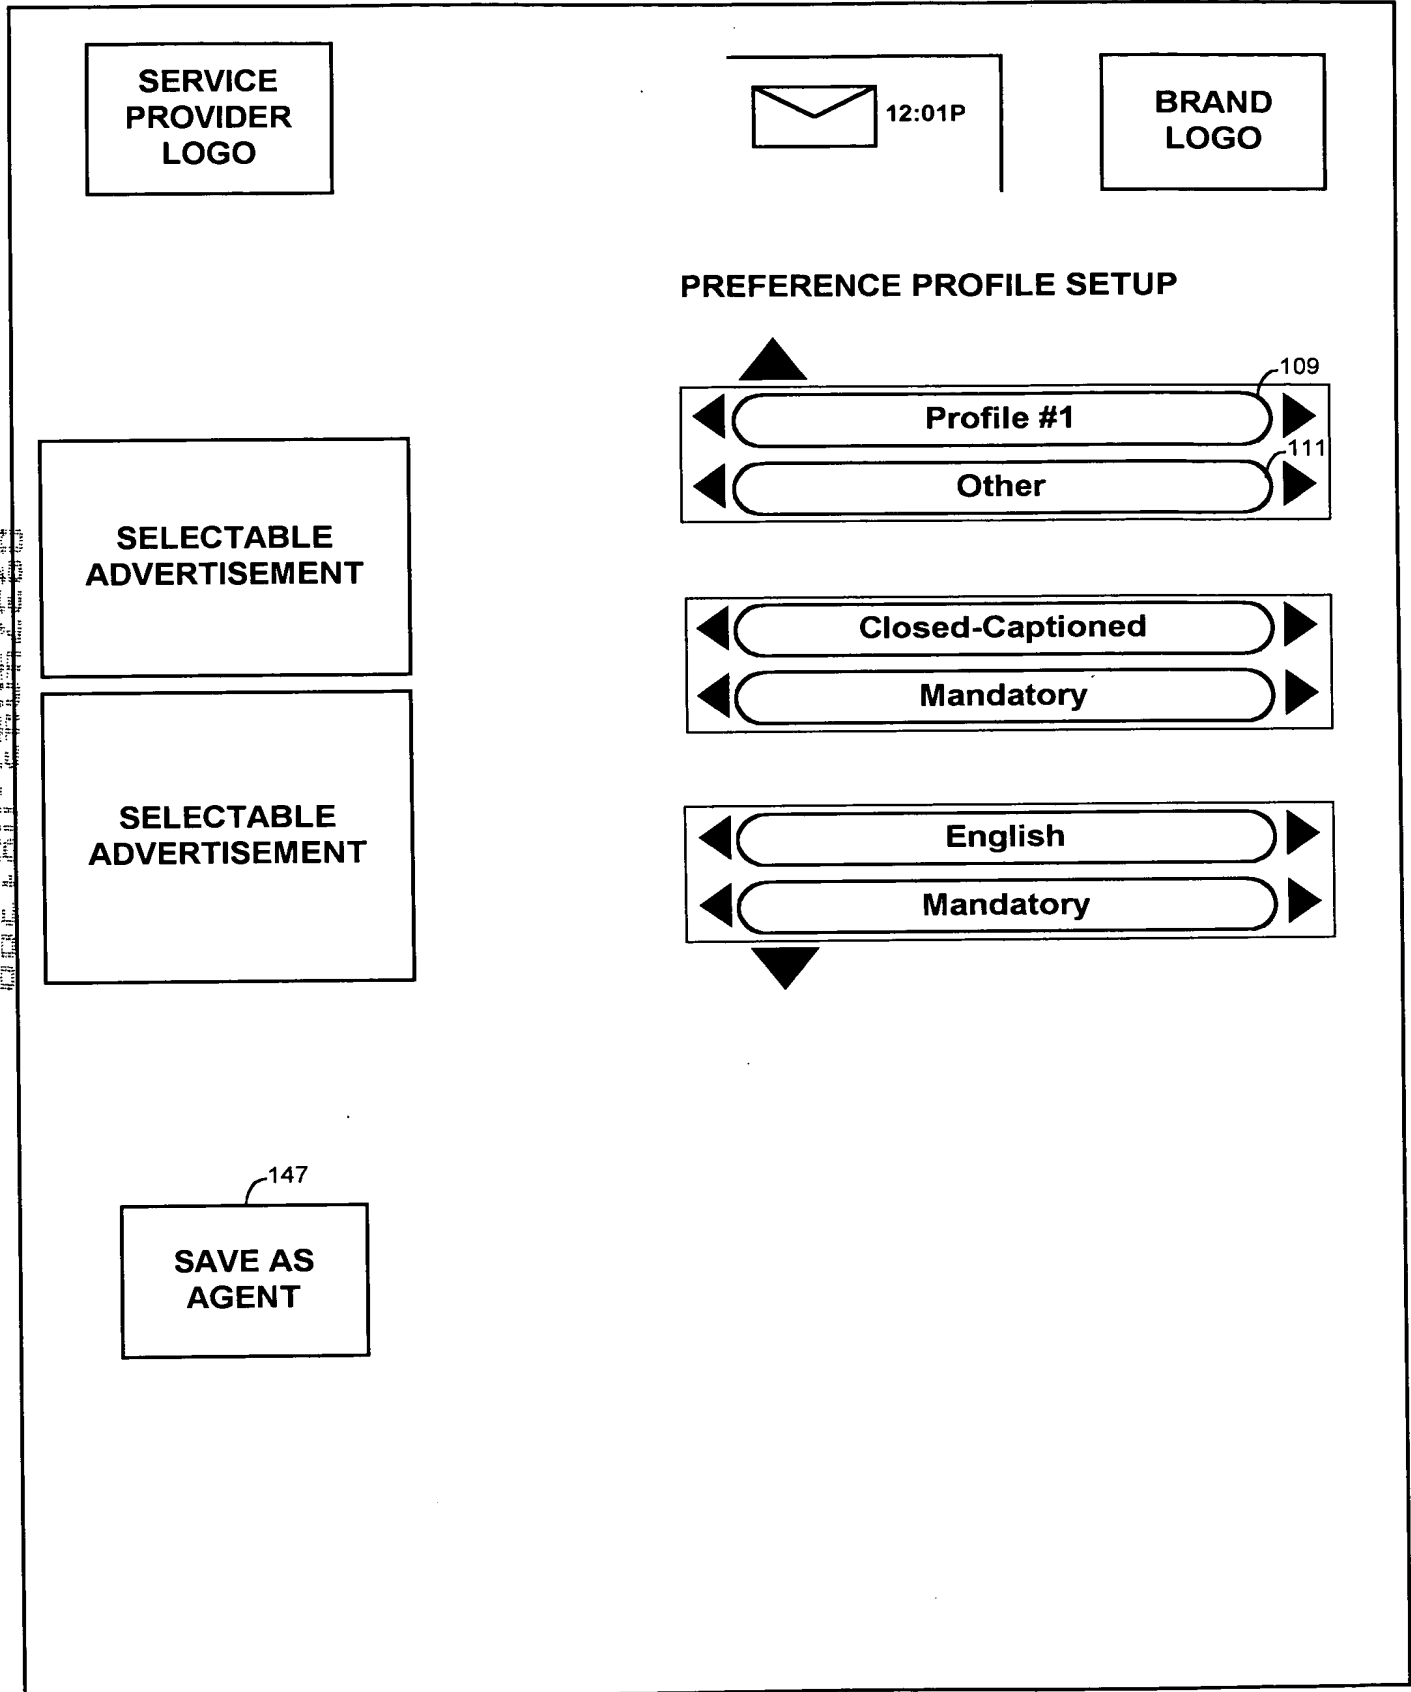 SERVICE
PROVIDER
LOGO
12:01P
BRAND
LOGO
PREFERENCE PROFILE SETUP
109
Profile #1
111
Other
SELECTABLE
ADVERTISEMENT
Closed-Captioned
Mandatory
SELECTABLE
ADVERTISEMENT
English
Mandatory
147
SAVE AS
AGENT